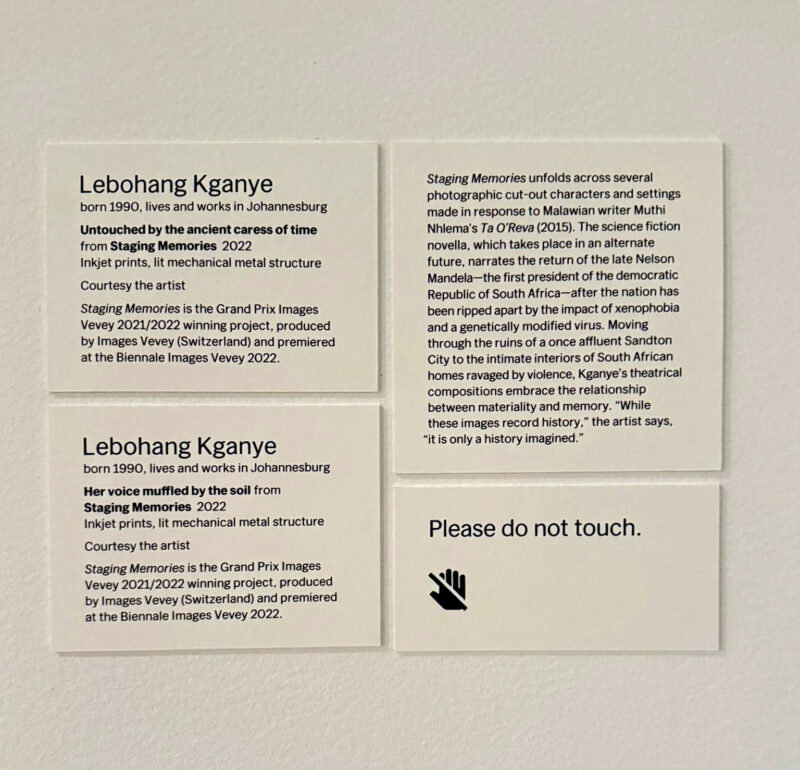 Lebohang Kganye
born 1990, lives and works in Johannesburg
Untouched by the ancient caress of time
from Staging Memories 2022
Inkjet prints, lit mechanical metal structure
Courtesy the artist
Staging Memories is the Grand Prix Images
Vevey 2021/2022 winning project, produced
by Images Vevey (Switzerland) and premiered
at the Biennale Images Vevey 2022.
Lebohang Kganye
born 1990, lives and works in Johannesburg
Her voice muffled by the soil from
Staging Memories 2022
Inkjet prints, lit mechanical metal structure
Courtesy the artist
Staging Memories is the Grand Prix Images
Vevey 2021/2022 winning project, produced
by Images Vevey (Switzerland) and premiered
at the Biennale Images Vevey 2022.
Staging Memories unfolds across several
photographic cut-out characters and settings
made in response to Malawian writer Muthi
Nhlema's Ta O'Reva (2015). The science fiction
novella, which takes place in an alternate
future, narrates the return of the late Nelson
Mandela—the first president of the democratic
Republic of South Africa—after the nation has
been ripped apart by the impact of xenophobia
and a genetically modified virus. Moving
through the ruins of a once affluent Sandton
City to the intimate interiors of South African
homes ravaged by violence, Kganye's theatrical
compositions embrace the relationship
between materiality and memory. "While
these images record history," the artist says,
"it is only a history imagined."
Please do not touch.